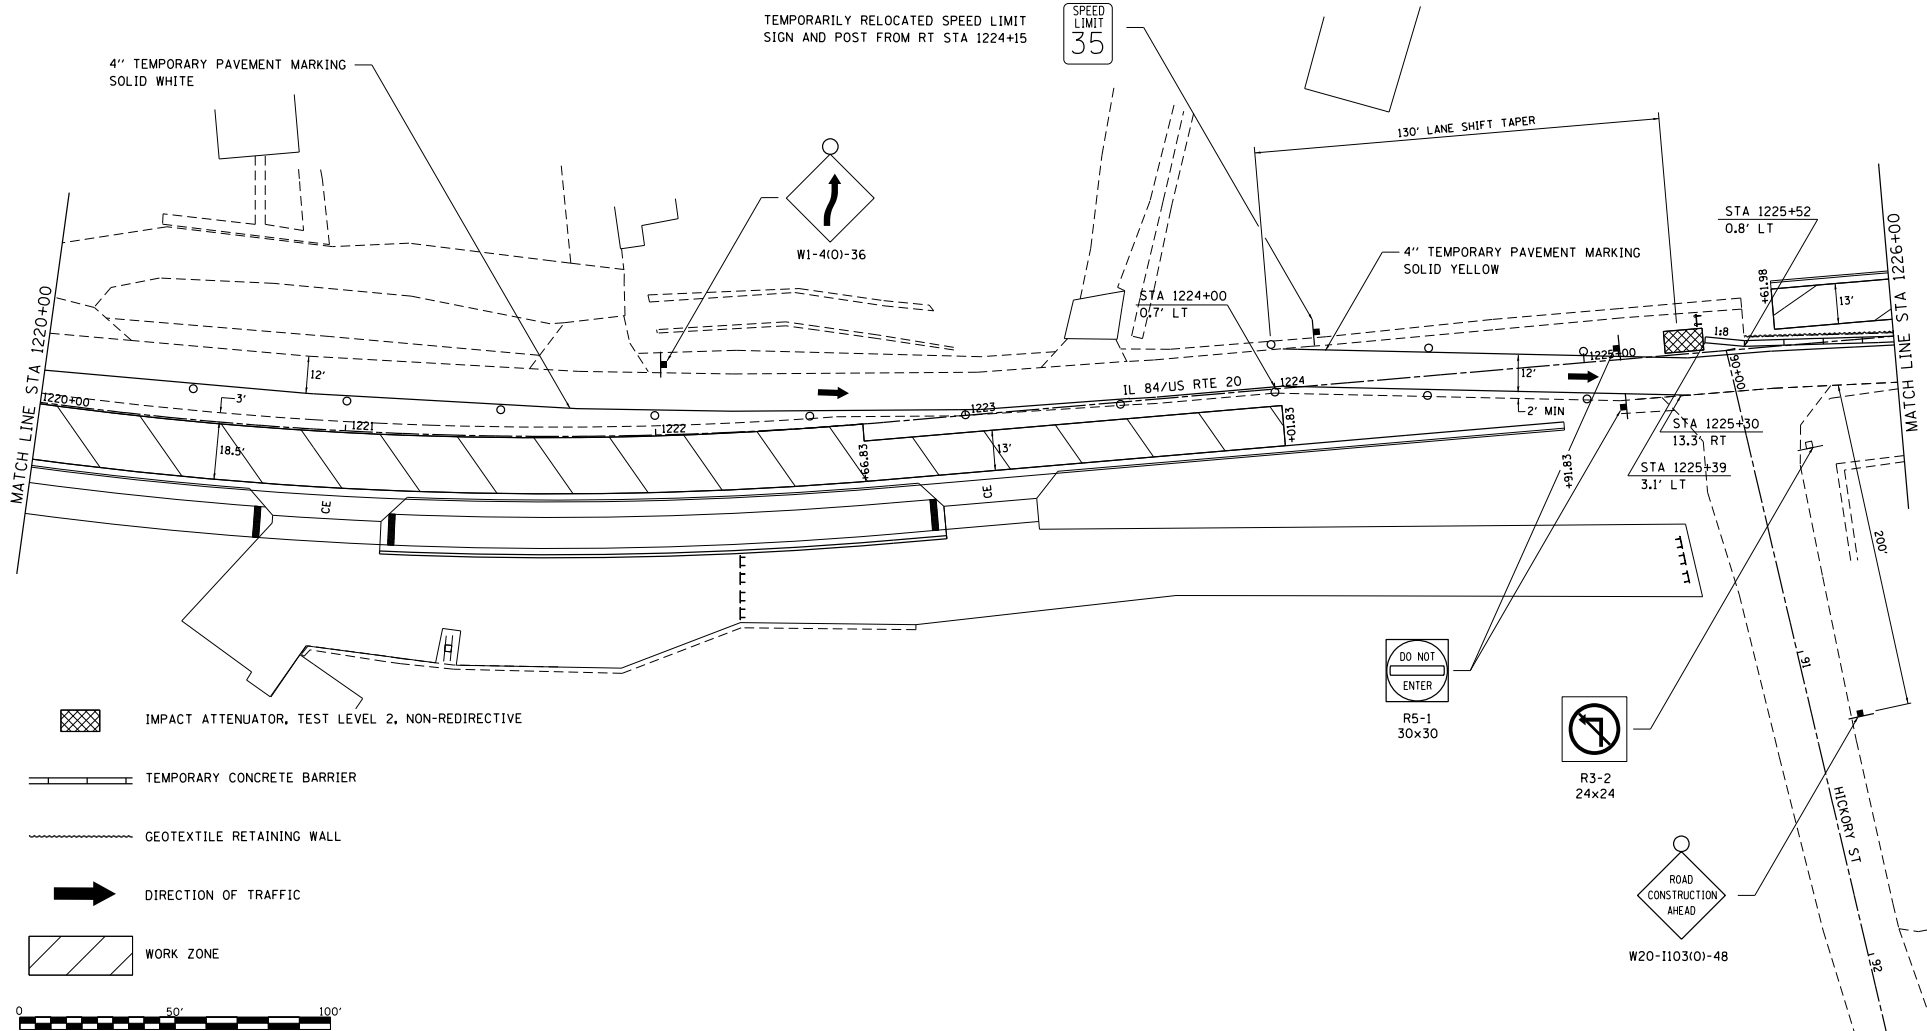 TEMPORARILY RELOCATED SPEED LIMIT
SIGN AND POST FROM RT STA 1224+15
SPEED
LIMIT
35
4'' TEMPORARY PAVEMENT MARKING
SOLID WHITE
130' LANE SHIFT TAPER
W1-4(O)-36
STA 1225+52
0.8' LT
4'' TEMPORARY PAVEMENT MARKING
SOLID YELLOW
STA 1224+00
0.7' LT
+61.98
13'
MATCH LINE STA 1226+00
MATCH LINE STA 1220+00
1:8
1225+00
12'
12'
IL 84/US RTE 20
1224
90+00
3'
1220+00
1223
2' MIN
1221
1222
+01.83
STA 1225+30
13.3' RT
18.5'
+66.83
13'
+91.83
STA 1225+39
3.1' LT
CE
CE
200'
DO NOT
ENTER
R5-1
30x30
91
IMPACT ATTENUATOR, TEST LEVEL 2, NON-REDIRECTIVE
TEMPORARY CONCRETE BARRIER
R3-2
24x24
GEOTEXTILE RETAINING WALL
HICKORY ST
DIRECTION OF TRAFFIC
ROAD
CONSTRUCTION
AHEAD
WORK ZONE
W20-I103(O)-48
92
0 50' 100'